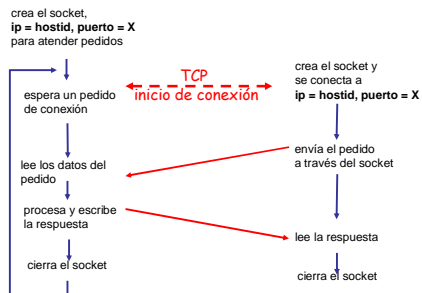 crea el socket,
ip = hostid, puerto = X
para atender pedidos
TCP
inicio de conexión
crea el socket y
se conecta a
ip = hostid, puerto = X
espera un pedido
de conexión
envía el pedido
a través del socket
lee los datos del
pedido
procesa y escribe
la respuesta
lee la respuesta
cierra el socket
cierra el socket